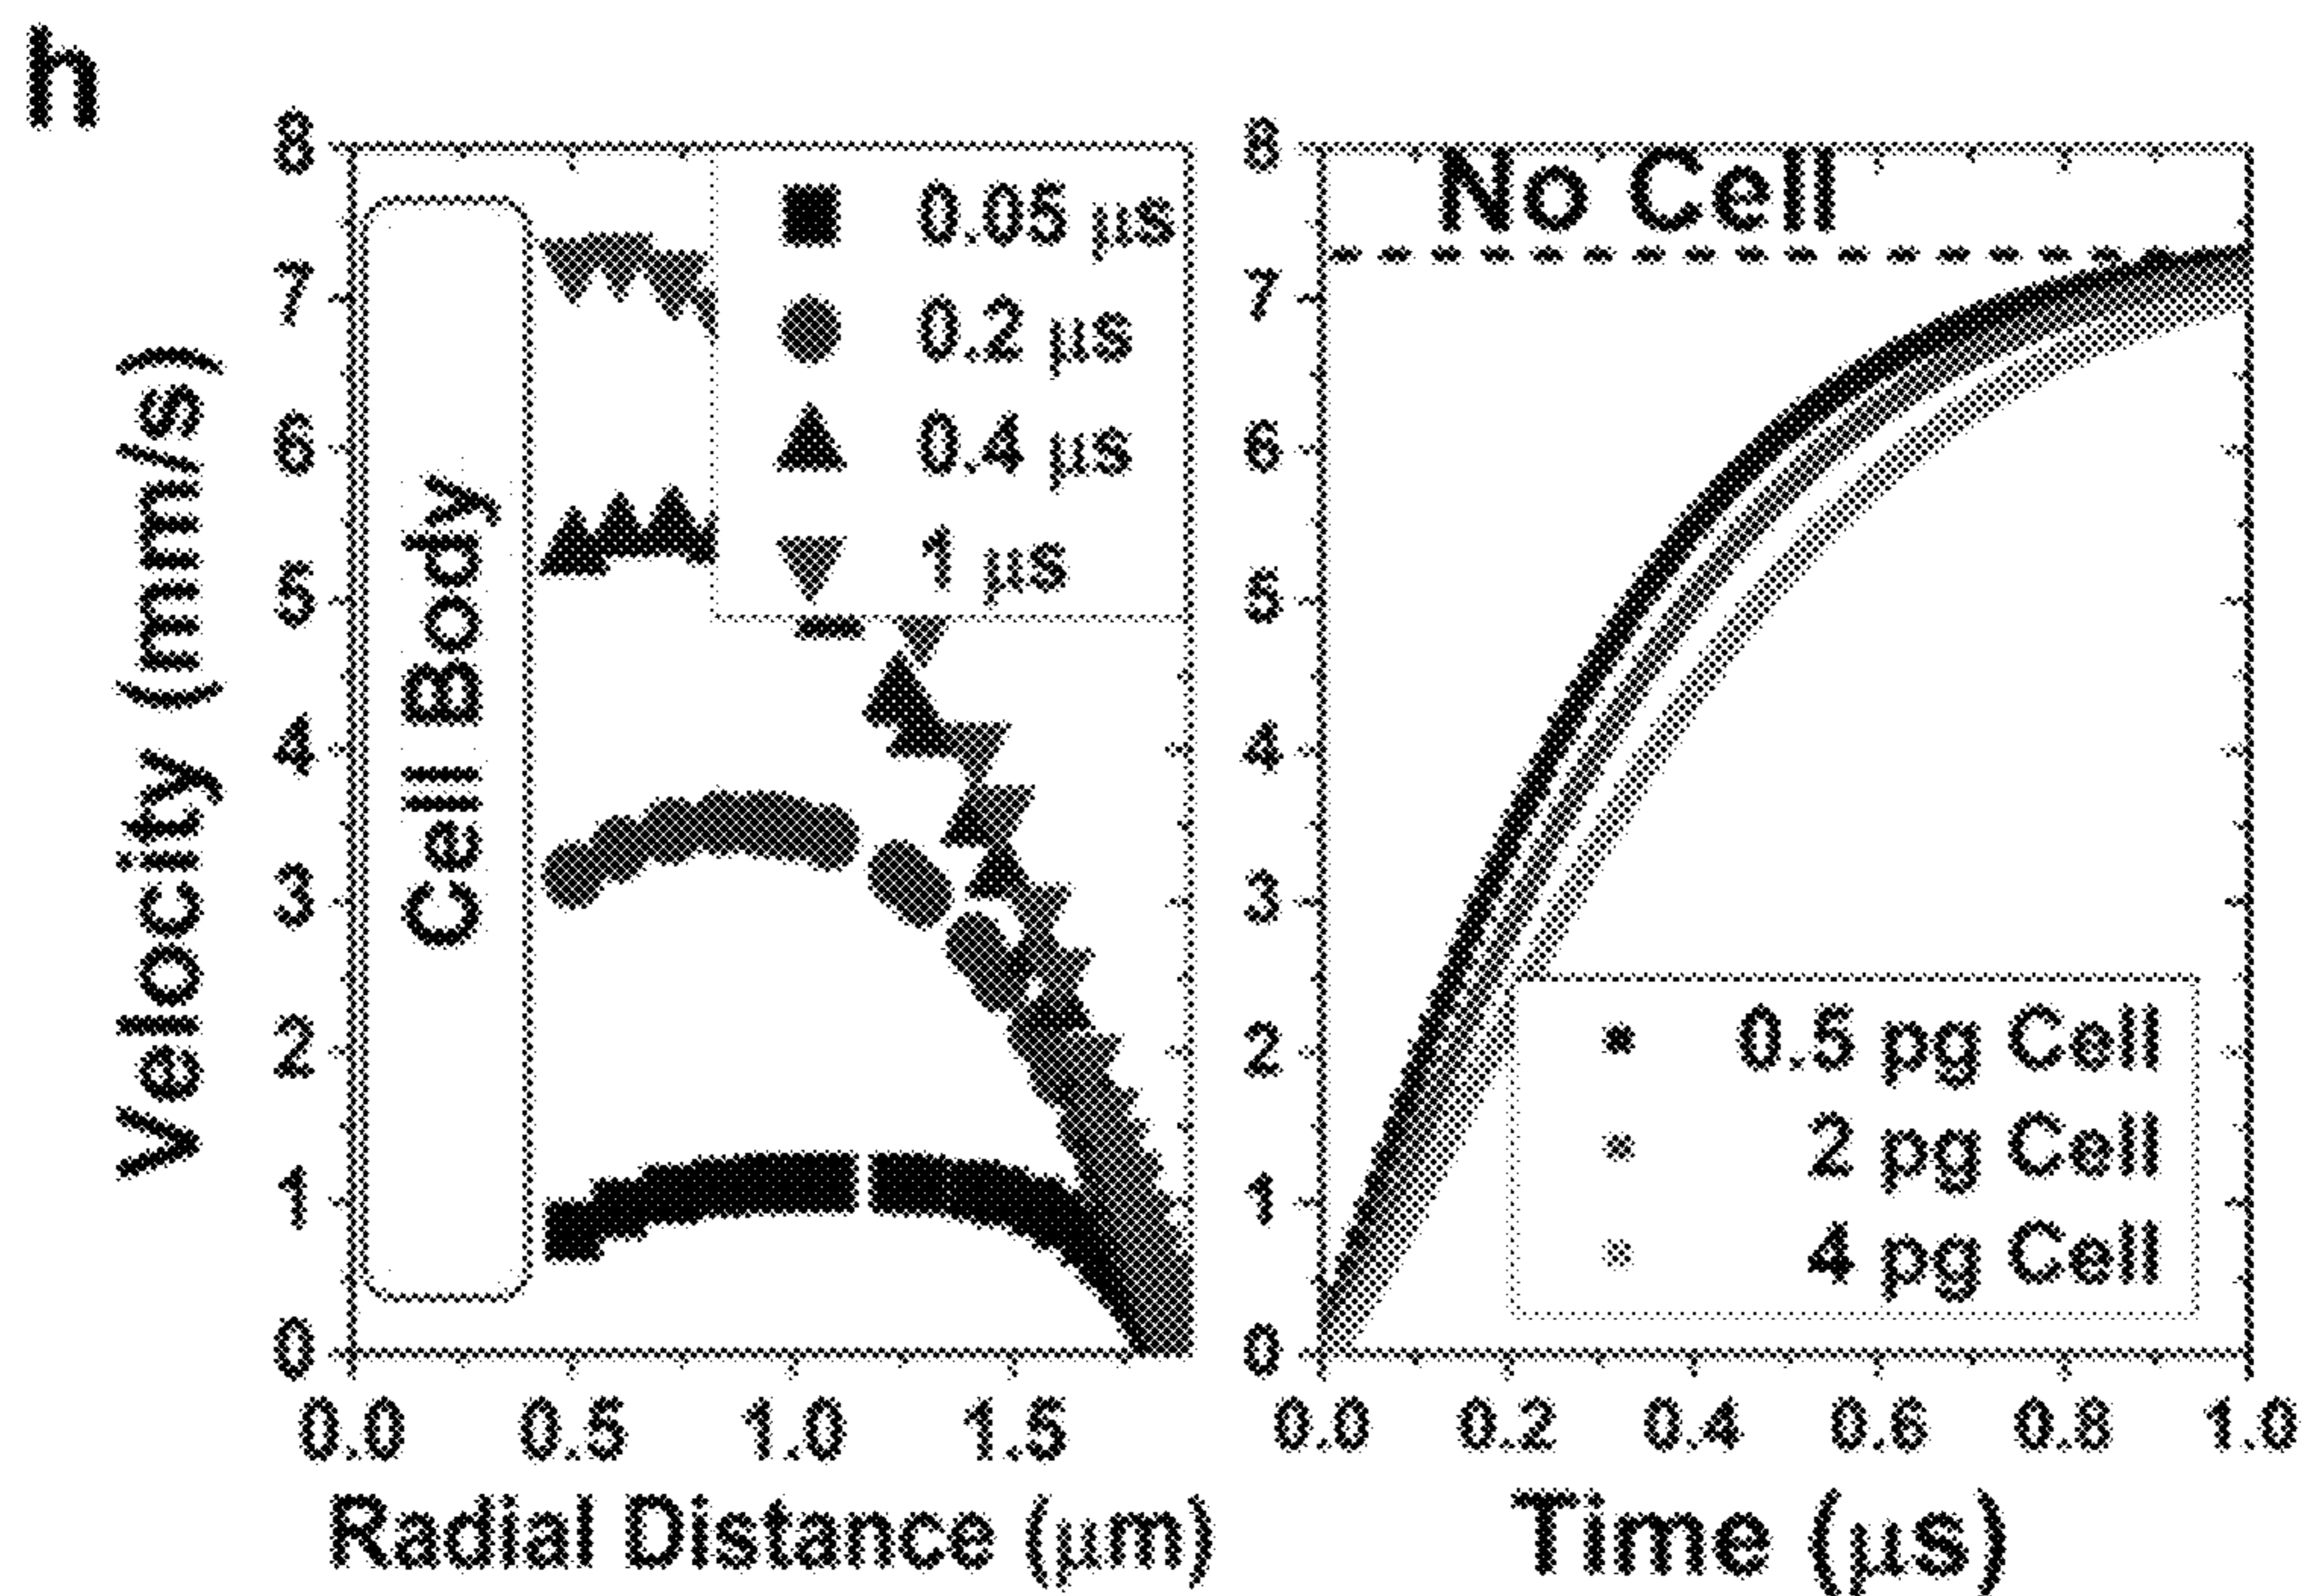 h
Velocity (mm/s)
8
7
6
5
4
3
2
1
0
Cell Body
0.05 μs
0.2 μs
0.4 μs
1 μs
0.0 0.5 1.0 1.5
Radial Distance (μm)
8
7
6
5
4
3
2
1
0
No Cell
0.5 pg Cell
2 pg Cell
4 pg Cell
0.0 0.2 0.4 0.6 0.8 1.0
Time (μs)